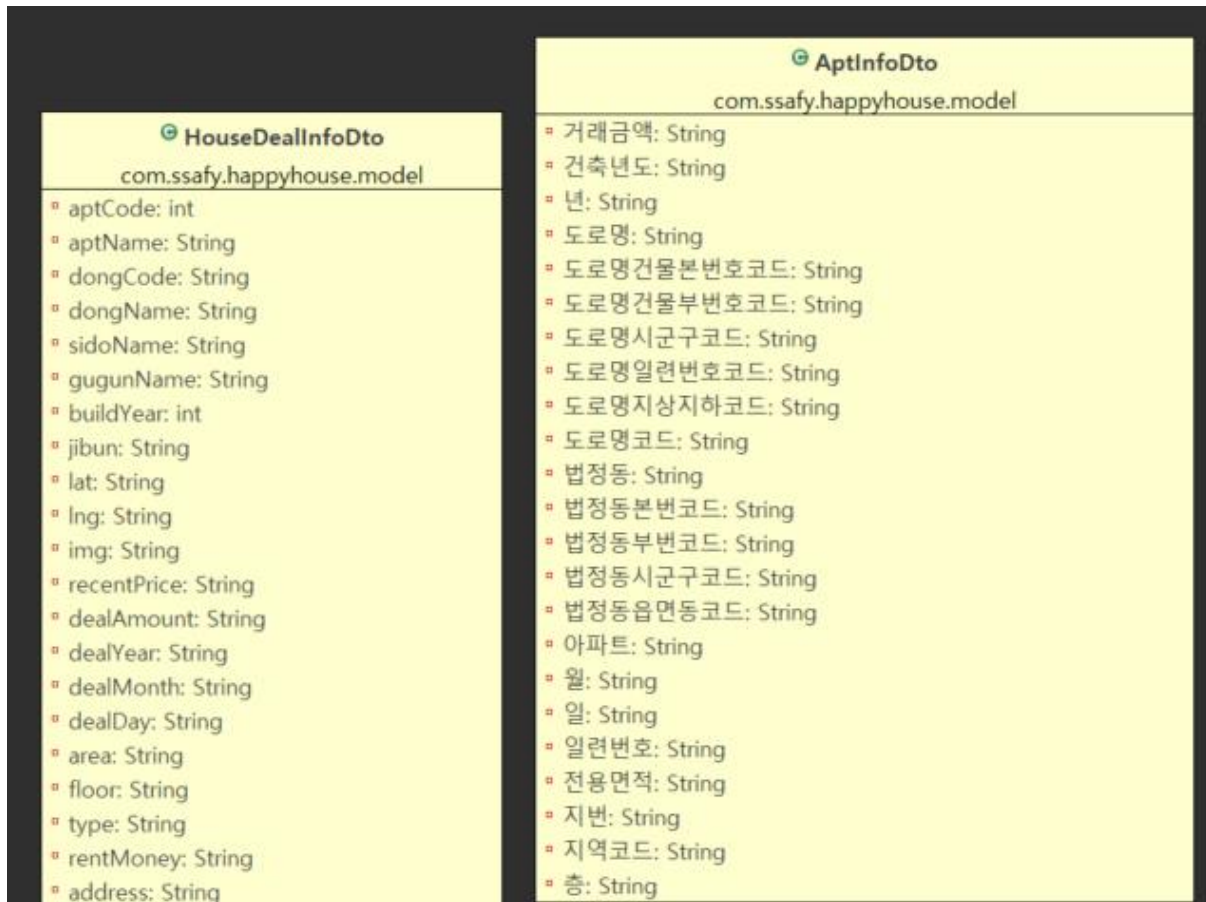 HouseDealInfoDto
com.ssafy.happyhouse.model
aptCode: int
aptName: String
dongCode: String
dongName: String
sidoName: String
gugunName: String
buildYear: int
jibun: String
lat: String
lng: String
img: String
recentPrice: String
dealAmount: String
dealYear: String
dealMonth: String
dealDay: String
area: String
floor: String
type: String
rentMoney: String
address: String
AptInfoDto
com.ssafy.happyhouse.model
거래금액: String
건축년도: String
년: String
도로명: String
도로명건물본번호코드: String
도로명건물부번호코드: String
도로명시군구코드: String
도로명일련번호코드: String
도로명지상지하코드: String
도로명코드: String
법정동: String
법정동본번코드: String
법정동부번코드: String
법정동시군구코드: String
법정동읍면동코드: String
아파트: String
월: String
일: String
일련번호: String
전용면적: String
지번: String
지역코드: String
층: String